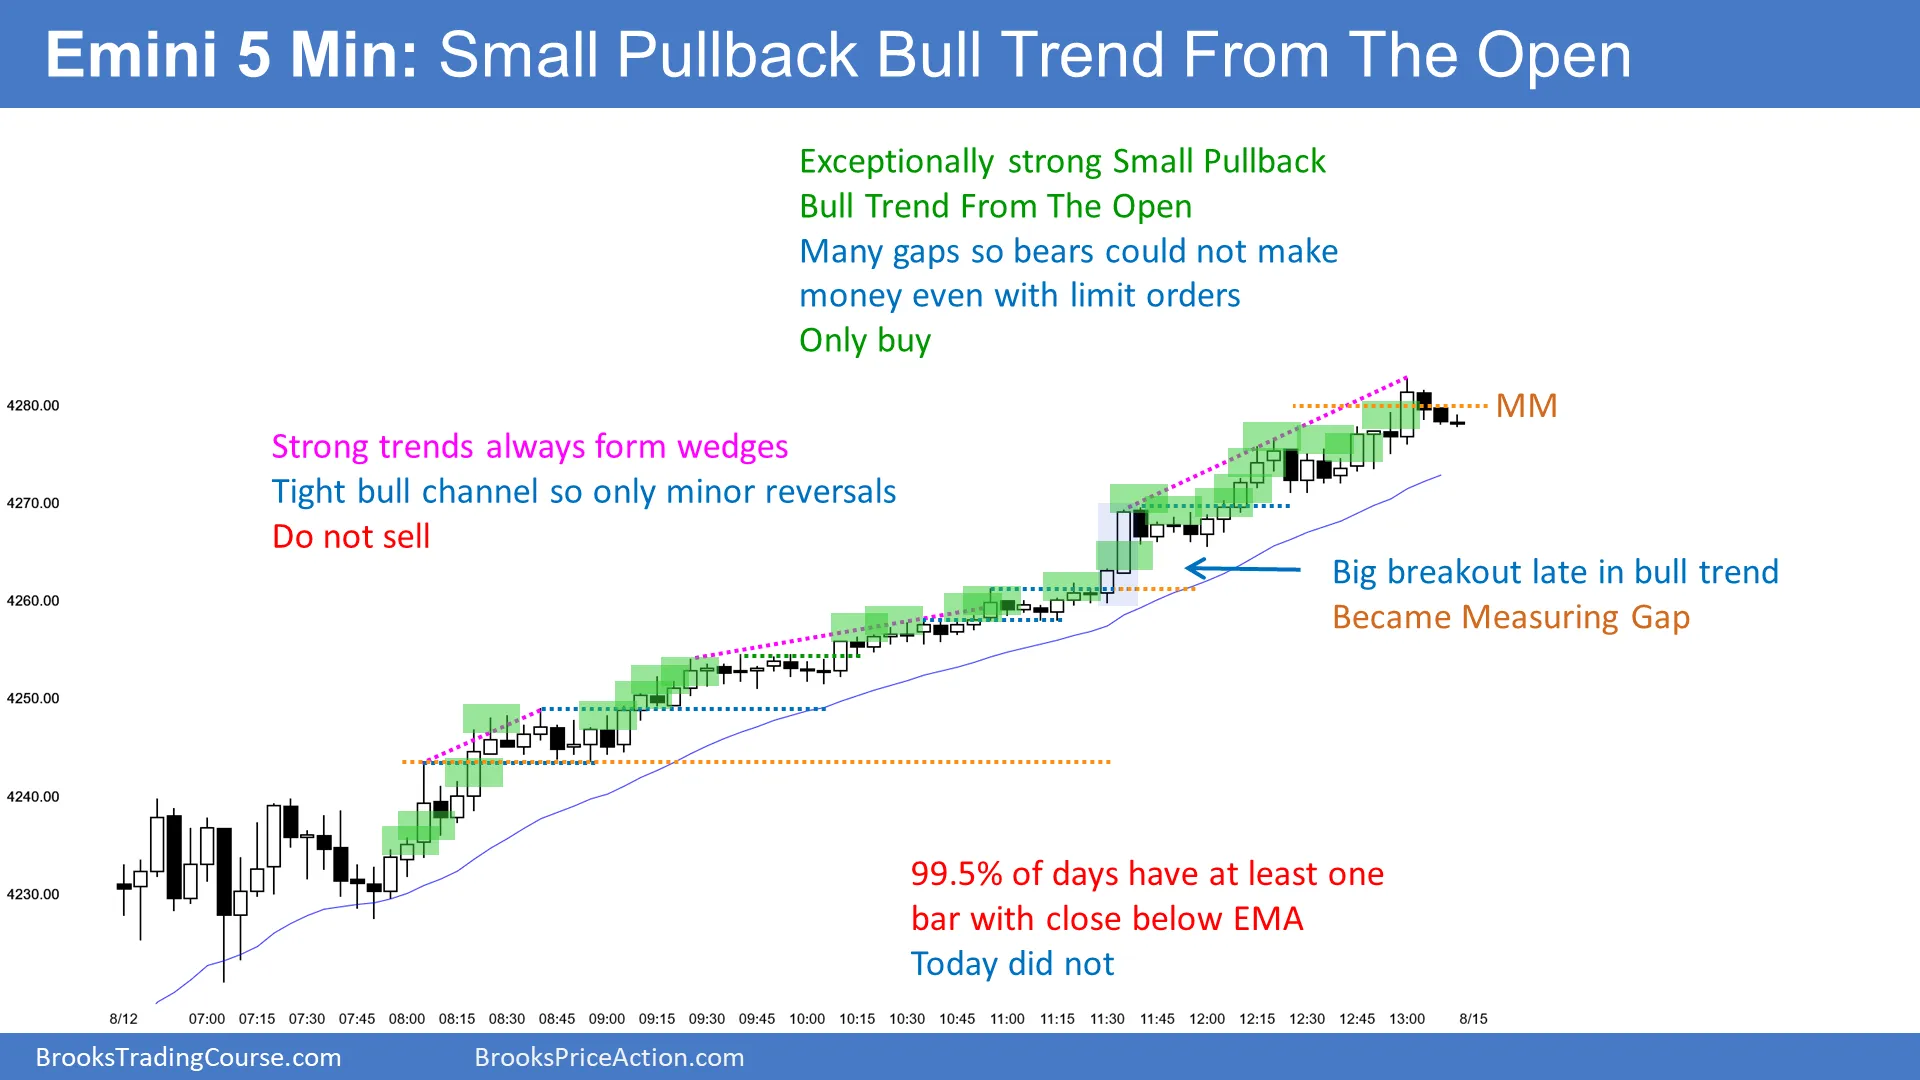 Emini 5 Min: Small Pullback Bull Trend From The Open
Exceptionally strong Small Pullback
Bull Trend From The Open
Many gaps so bears could not make
money even with limit orders
Only buy
Strong trends always form wedges
Tight bull channel so only minor reversals
Do not sell
MM
Big breakout late in bull trend
Became Measuring Gap
99.5% of days have at least one
bar with close below EMA
Today did not
4280.00
4270.00
4260.00
4250.00
4240.00
4230.00
8/12 07:00 07:15 07:30 07:45 08:00 08:15 08:30 08:45 09:00 09:15 09:30 09:45 10:00 10:15 10:30 10:45 11:00 11:15 11:30 11:45 12:00 12:15 12:30 12:45 13:00 8/15
BrooksTradingCourse.com BrooksPriceAction.com